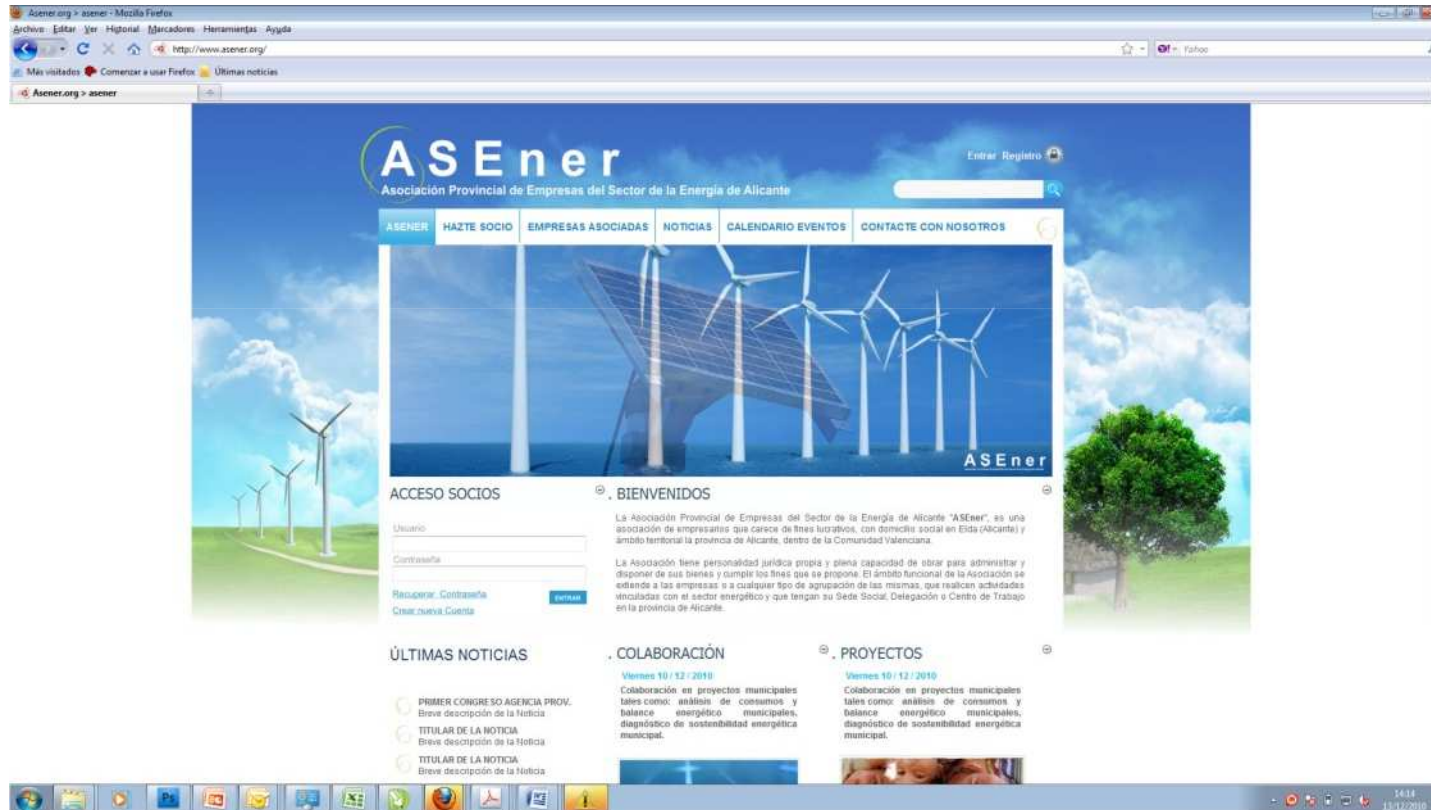 Asener.org > asener - Mozilla Firefox
Archivo Editar Ver Historial Marcadores Herramientas Ayuda
http://www.asener.org/
Yahoo
Más visitados Comenzar a usar Firefox Últimas noticias
Asener.org > asener
ASEner
Asociación Provincial de Empresas del Sector de la Energía de Alicante
Entrar Registro
ASENER HAZTE SOCIO EMPRESAS ASOCIADAS NOTICIAS CALENDARIO EVENTOS CONTACTE CON NOSOTROS
ASEner
ACCESO SOCIOS
Usuario
Contraseña
Recuperar Contraseña
ENTRAR
Crear nueva Cuenta
. BIENVENIDOS
La Asociación Provincial de Empresas del Sector de la Energía de Alicante "ASEner", es una
asociación de empresarios que carece de fines lucrativos, con domicilio social en Elda (Alicante) y
ámbito territorial la provincia de Alicante, dentro de la Comunidad Valenciana.
La Asociación tiene personalidad jurídica propia y plena capacidad de obrar para administrar y
disponer de sus bienes y cumplir los fines que se propone. El ámbito funcional de la Asociación se
extiende a las empresas o a cualquier tipo de agrupación de las mismas, que realicen actividades
vinculadas con el sector energético y que tengan su Sede Social, Delegación o Centro de Trabajo
en la provincia de Alicante.
ÚLTIMAS NOTICIAS
PRIMER CONGRESO AGENCIA PROV.
Breve descripción de la Noticia
TITULAR DE LA NOTICIA
Breve descripción de la Noticia
TITULAR DE LA NOTICIA
Breve descripción de la Noticia
. COLABORACIÓN
Viernes 10 / 12 / 2010
Colaboración en proyectos municipales
tales como: análisis de consumos y
balance energético municipales,
diagnóstico de sostenibilidad energética
municipal.
. PROYECTOS
Viernes 10 / 12 / 2010
Colaboración en proyectos municipales
tales como: análisis de consumos y
balance energético municipales,
diagnóstico de sostenibilidad energética
municipal.
Ps
14:14
13/12/2010